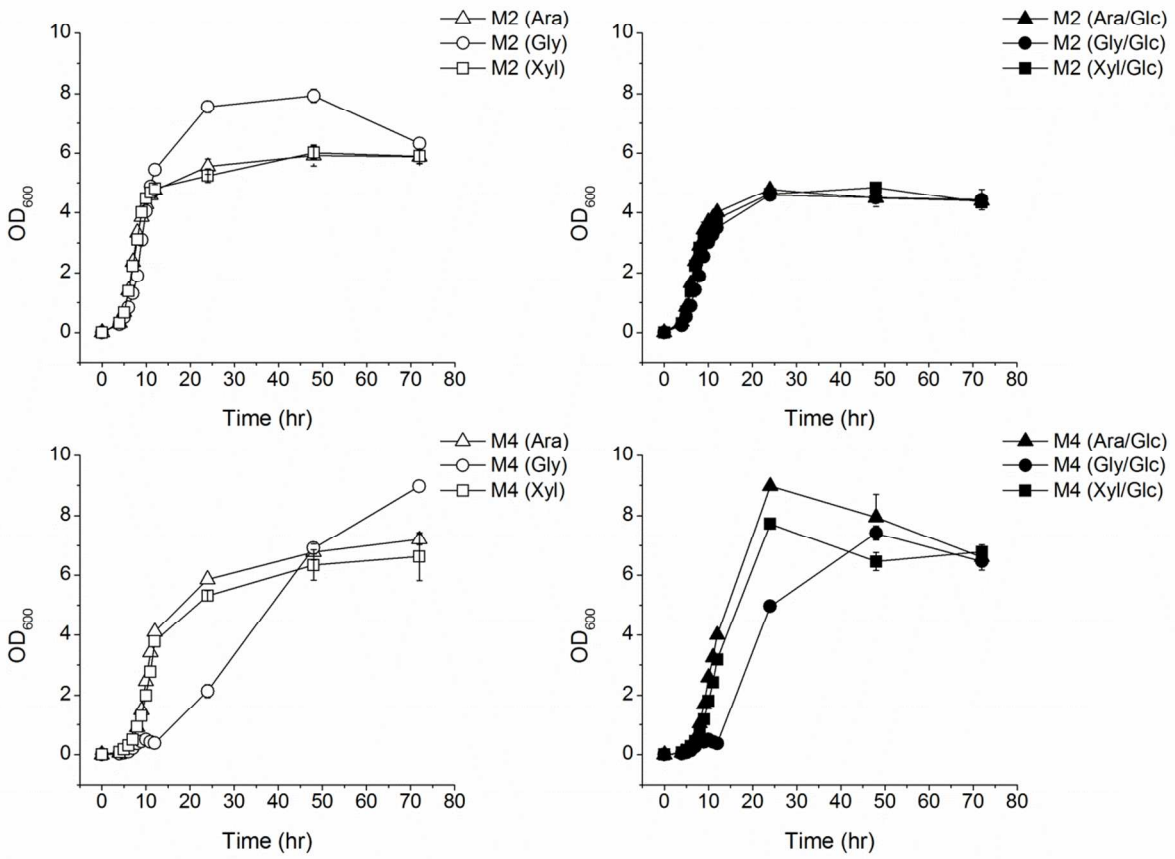 M2 (Ara)
M2 (Gly)
M2 (Xyl)
10
8
6
4
2
0
OD600
0 10 20 30 40 50 60 70 80
Time (hr)
M2 (Ara/Glc)
M2 (Gly/Glc)
M2 (Xyl/Glc)
10
8
6
4
2
0
OD600
0 10 20 30 40 50 60 70 80
Time (hr)
M4 (Ara)
M4 (Gly)
M4 (Xyl)
10
8
6
4
2
0
OD600
0 10 20 30 40 50 60 70 80
Time (hr)
M4 (Ara/Glc)
M4 (Gly/Glc)
M4 (Xyl/Glc)
10
8
6
4
2
0
OD600
0 10 20 30 40 50 60 70 80
Time (hr)